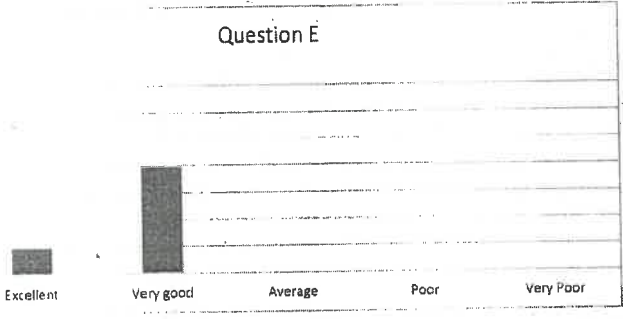 Question E
Excellent
Very good
Average
Poor
Very Poor